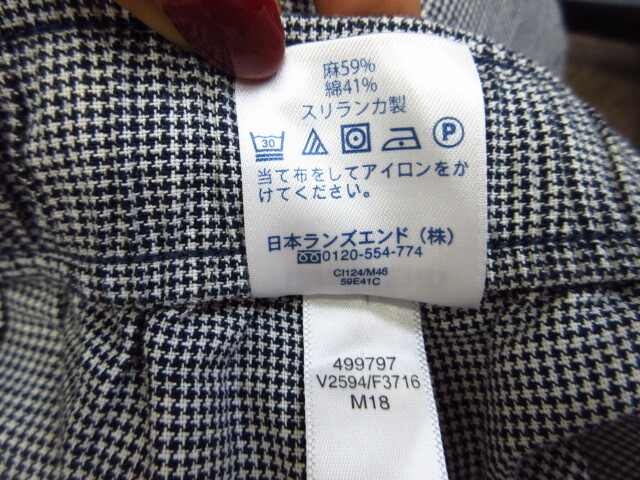 麻59%
綿41%
スリランカ製
30
P
当て布をしてアイロンをか
けてください。
日本ランズエンド（株）
0120-554-774
CI124/M46
59E41C
499797
V2594/F3716
M18